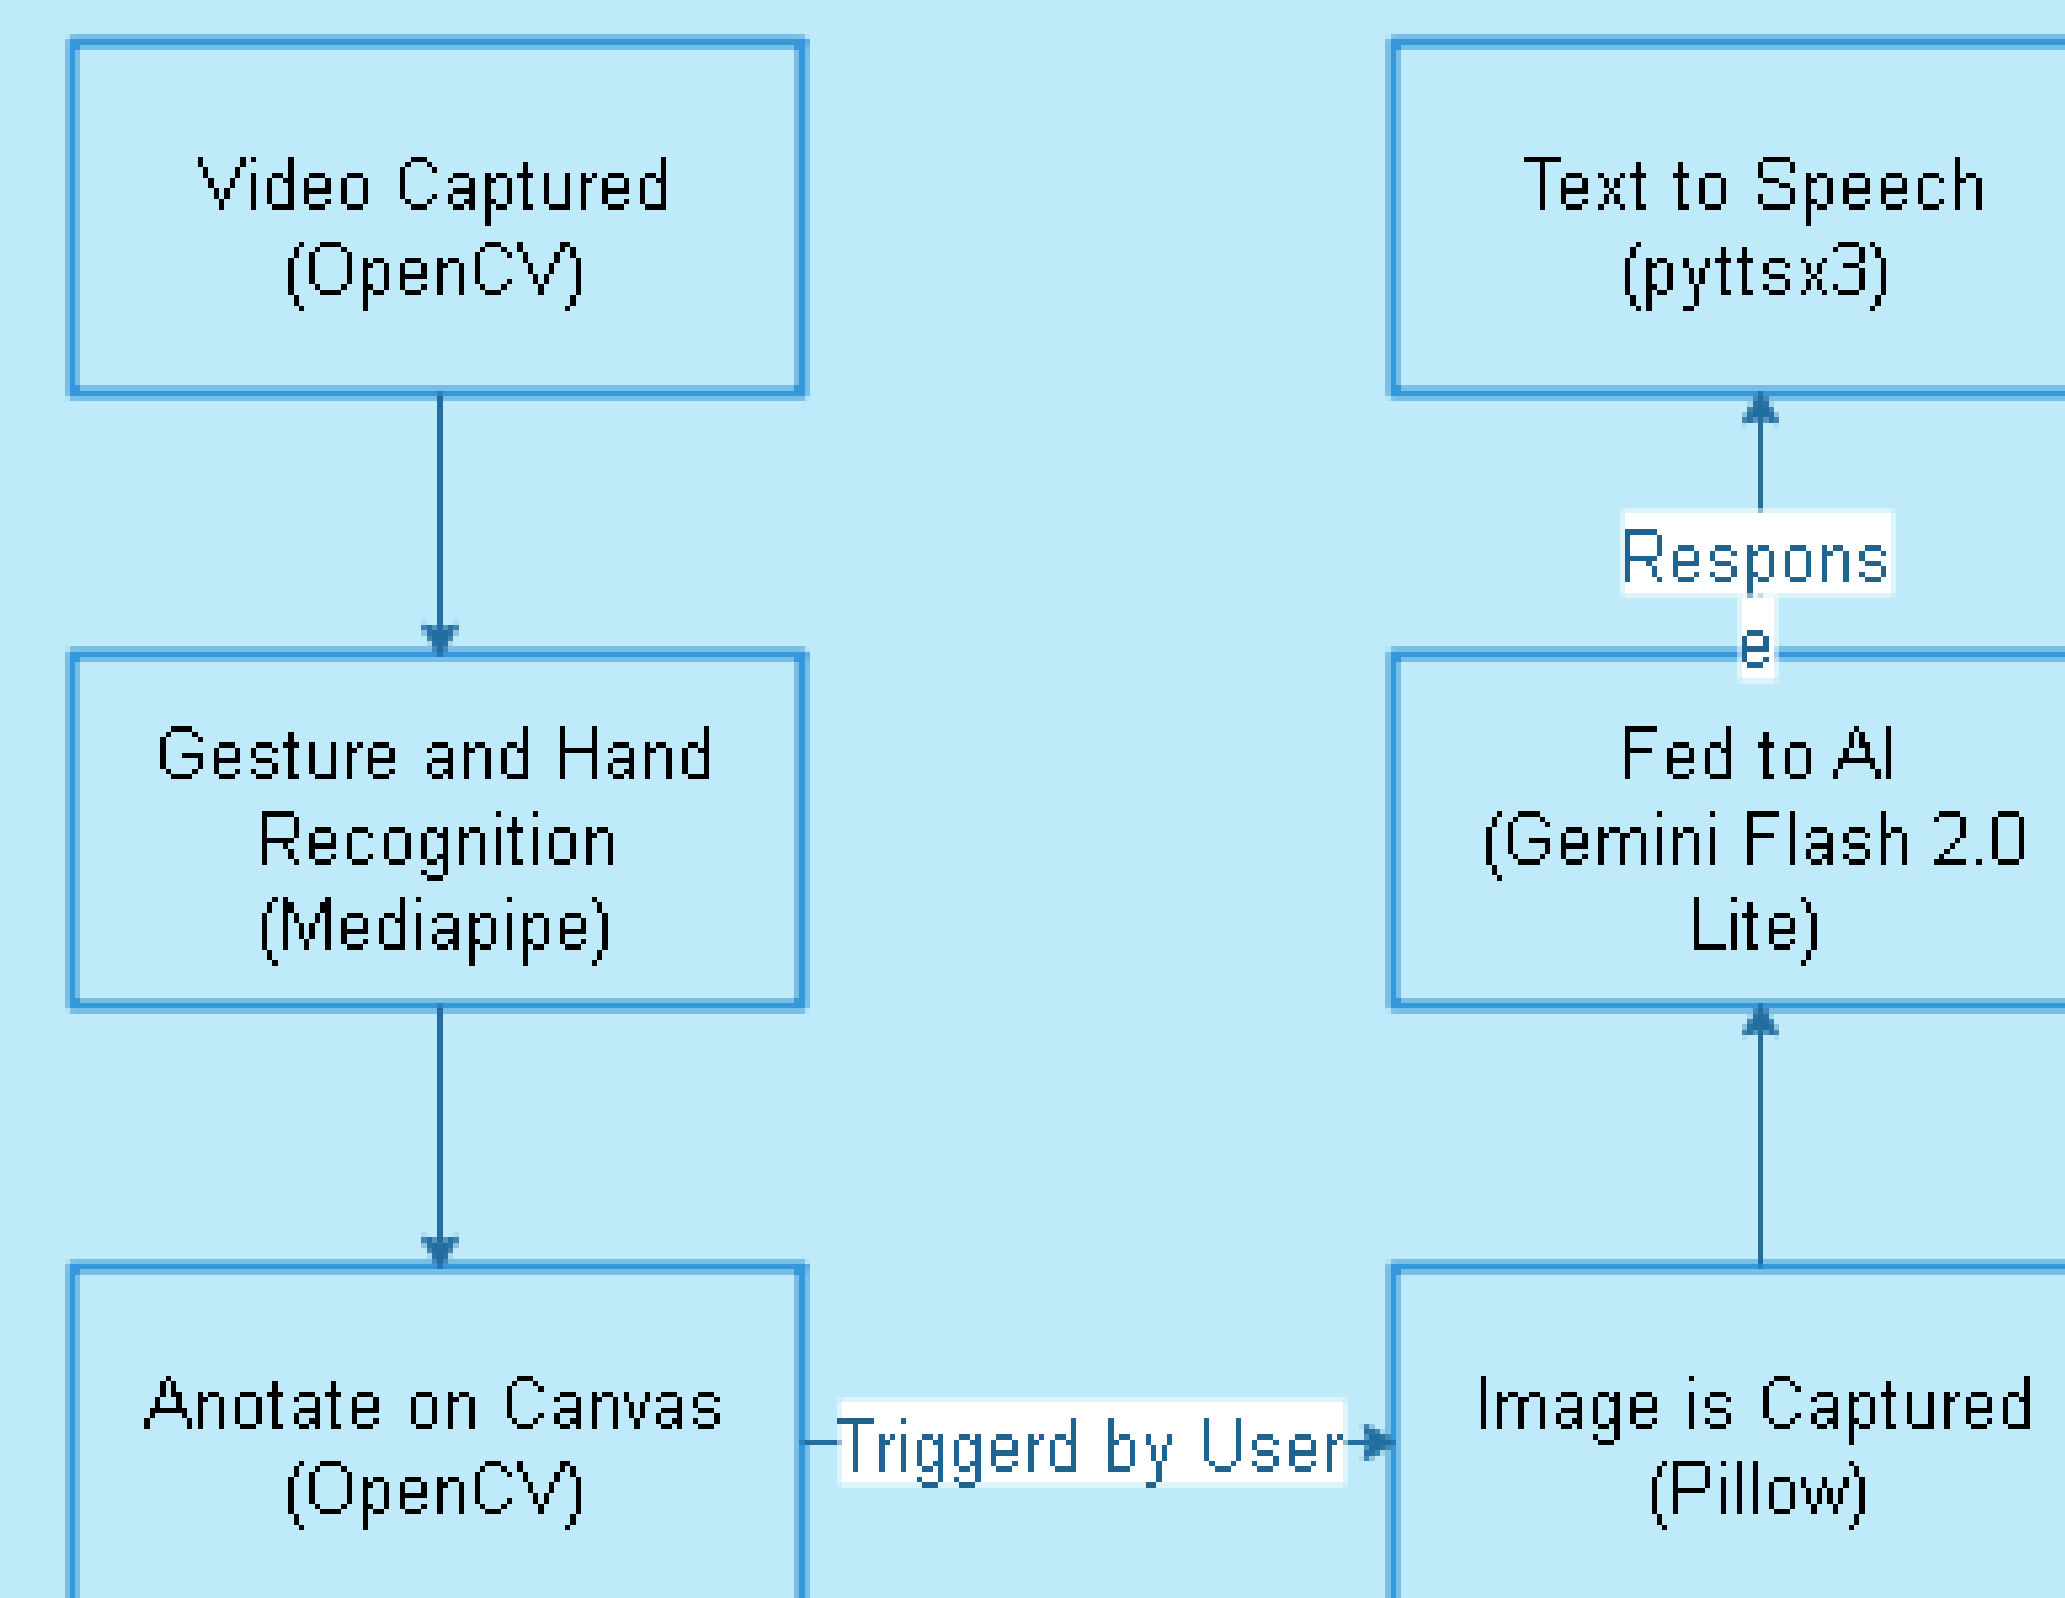 Video Captured
(OpenCV)
Gesture and Hand
Recognition
(Mediapipe)
Anotate on Canvas
(OpenCV)
Triggerd by User
Image is Captured
(Pillow)
Fed to AI
(Gemini Flash 2.0
Lite)
Respons
e
Text to Speech
(pyttsx3)